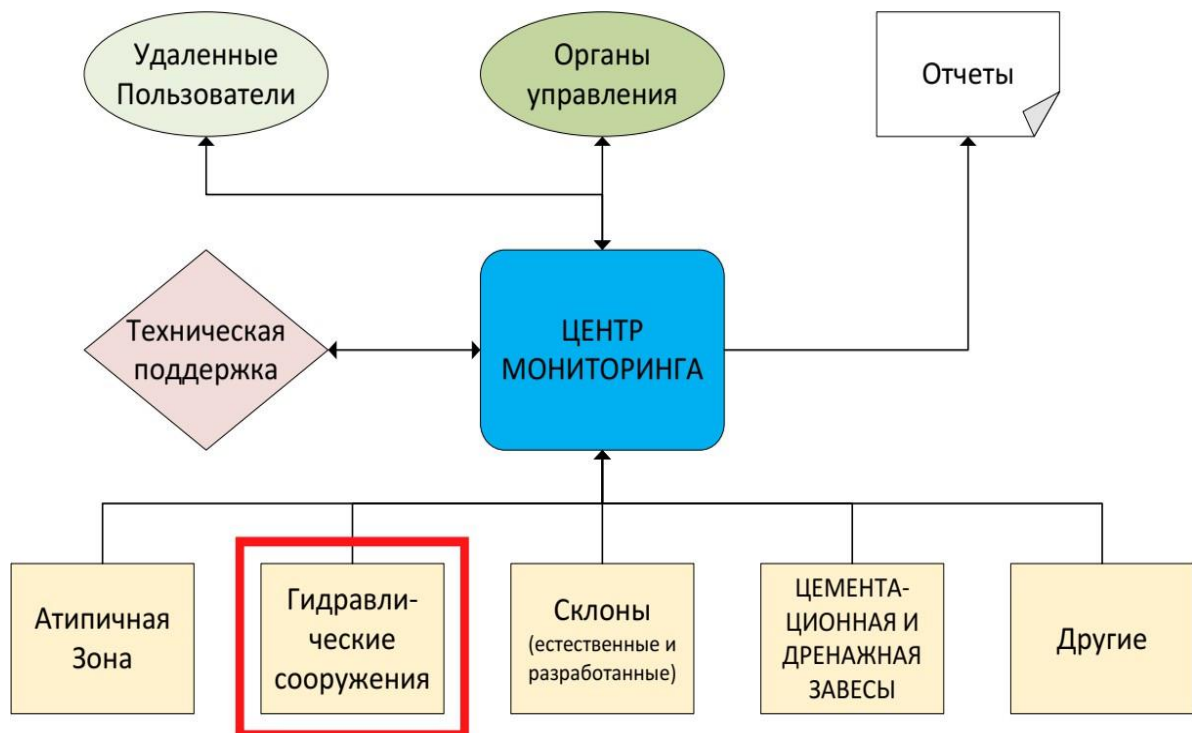 Удаленные
Пользователи
Органы
управления
Отчеты
Техническая
поддержка
ЦЕНТР
МОНИТОРИНГА
Атипичная
Зона
Гидравли-
ческие
сооружения
Склоны
(естественные и
разработанные)
ЦЕМЕНТА-
ЦИОННАЯ И
ДРЕНАЖНАЯ
ЗАВЕСЫ
Другие